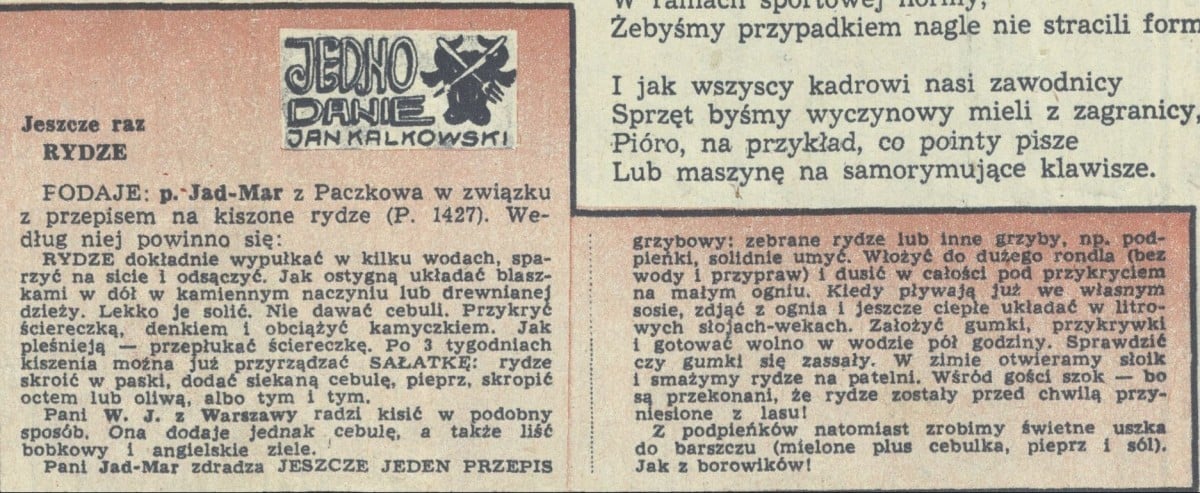 JEDNO
DANIE
JAN KALKOWSKI
Jeszcze raz
RYDZE
PODAJE: p. Jad-Mar z Paczkowa w związku
z przepisem na kiszone rydze (P. 1427). We-
dług niej powinno się:
RYDZE dokładnie wypułkać w kilku wodach, spa-
rzyć na sicie i odsączyć. Jak ostygną układać blasz-
kami w dół w kamiennym naczyniu lub drewnianej
dzieży. Lekko je solić. Nie dawać cebuli. Przykryć
ściereczką, denkiem i obciążyć kamyczkiem. Jak
pleśnieją — przepłukać ściereczkę. Po 3 tygodniach
kiszenia można już przyrządzać SAŁATKĘ: rydze
skroić w paski, dodać siekaną cebulę, pieprz, skropić
octem lub oliwą, albo tym i tym.
Pani W. J. z Warszawy radzi kisić w podobny
sposób. Ona dodaje jednak cebulę, a także liść
bobkowy i angielskie ziele.
Pani Jad-Mar zdradza JESZCZE JEDEN PRZEPIS
grzybowy: zebrane rydze lub inne grzyby, np. pod-
pieńki, solidnie umyć. Włożyć do dużego rondla (bez
wody i przypraw) i dusić w całości pod przykryciem
na małym ogniu. Kiedy pływają już we własnym
sosie, zdjąć z ognia i jeszcze ciepłe układać w litro-
wych słojach-wekach. Założyć gumki, przykrywki
i gotować wolno w wodzie pół godziny. Sprawdzić
czy gumki się zassały. W zimie otwieramy słoik
i smażymy rydze na patelni. Wśród gości szok — bo
są przekonani, że rydze zostały przed chwilą przy-
niesione z lasu!
Z podpieńków natomiast zrobimy świetne uszka
do barszczu (mielone plus cebulka, pieprz i sól).
Jak z borowików!
W ramach sportowej normy,
Żebyśmy przypadkiem nagle nie stracili form
I jak wszyscy kadrowi nasi zawodnicy
Sprzęt byśmy wyczynowy mieli z zagranicy,
Pióro, na przykład, co pointy pisze
Lub maszynę na samorymujące klawisze.